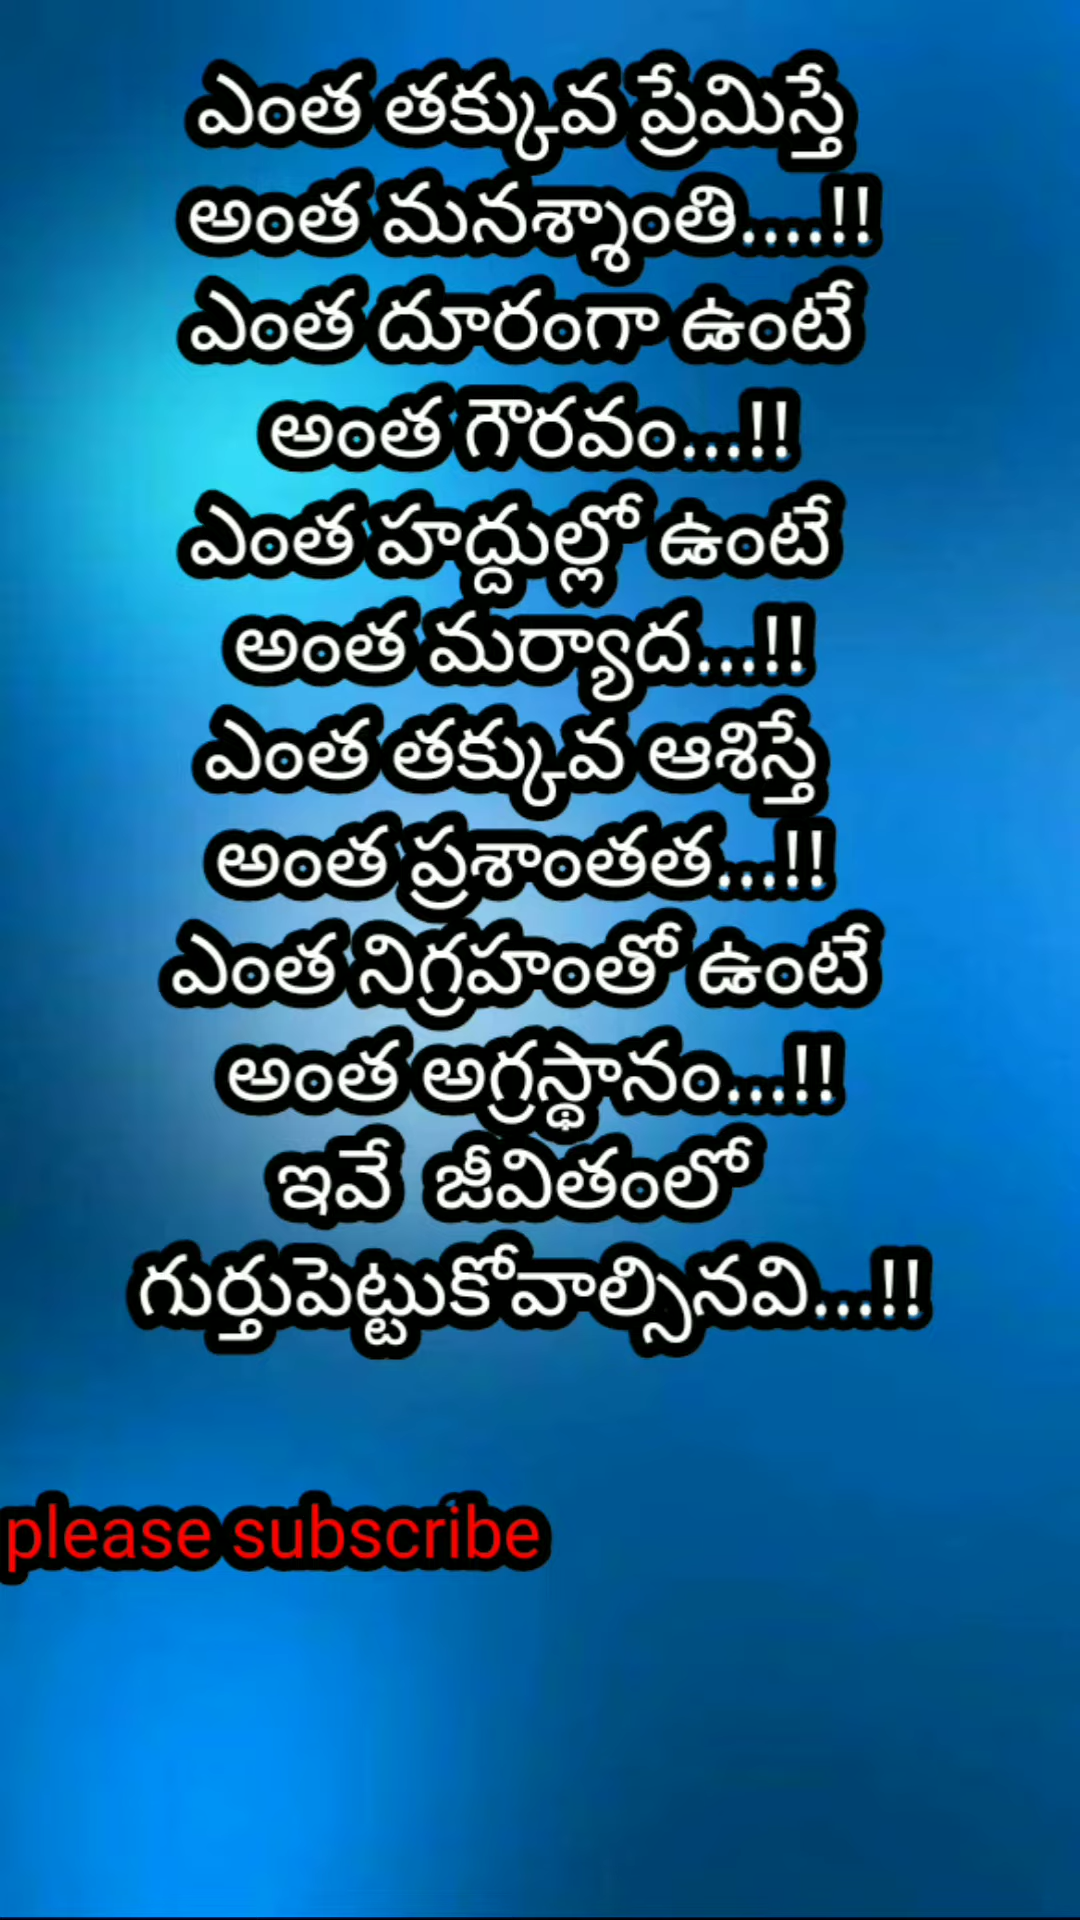 ఎంత తక్కువ ప్రేమిస్తే
అంత మనశ్శాంతి....!!
ఎంత దూరంగా ఉంటే
అంత గౌరవం...!!
ఎంత హద్దుల్లో ఉంటే
అంత మర్యాద...!!
ఎంత తక్కువ ఆశిస్తే
అంత ప్రశాంతత...!!
ఎంత నిగ్రహంతో ఉంటే
అంత అగ్రస్థానం...!!
ఇవే జీవితంలో
గుర్తుపెట్టుకోవాల్సినవి...!!
please subscribe